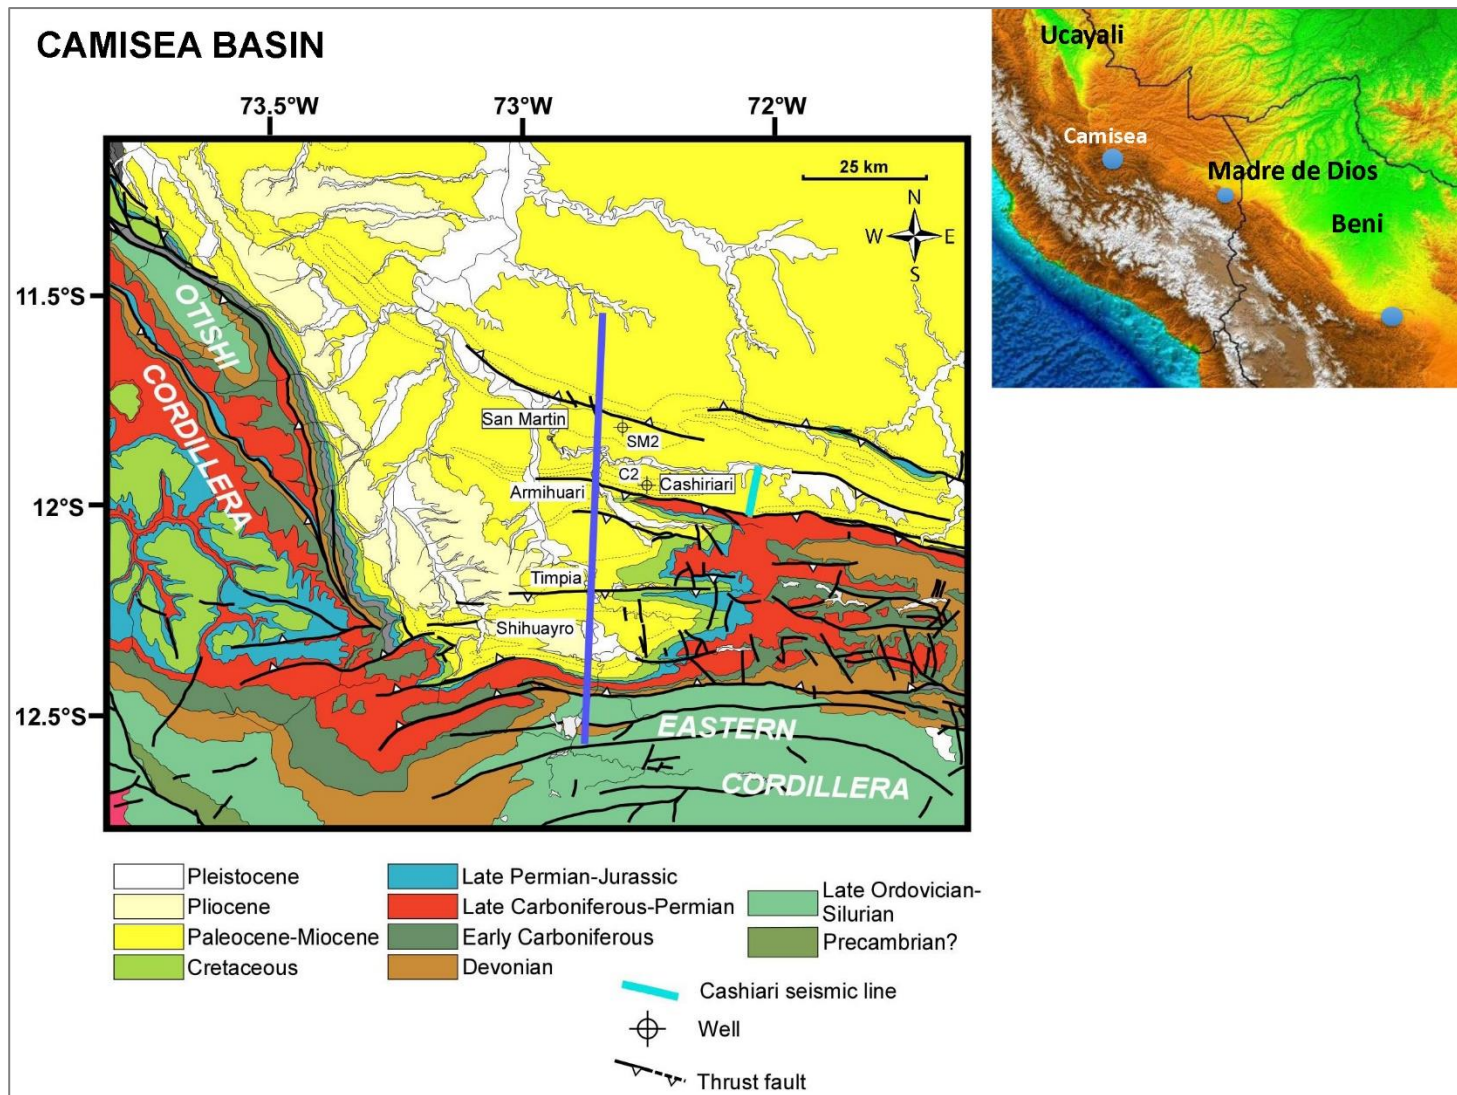 CAMISEA BASIN
73.5°W
73°W
72°W
25 km
N
W E
S
11.5°S
12°S
12.5°S
OTISHI
CORDILLERA
San Martin
SM2
C2
Cashiriari
Armihuari
Timpia
Shihuayro
EASTERN
CORDILLERA
Ucayali
Camisea
Madre de Dios
Beni
Pleistocene
Pliocene
Paleocene-Miocene
Cretaceous
Late Permian-Jurassic
Late Carboniferous-Permian
Early Carboniferous
Devonian
Late Ordovician-
Silurian
Precambrian?
Cashiari seismic line
Well
Thrust fault